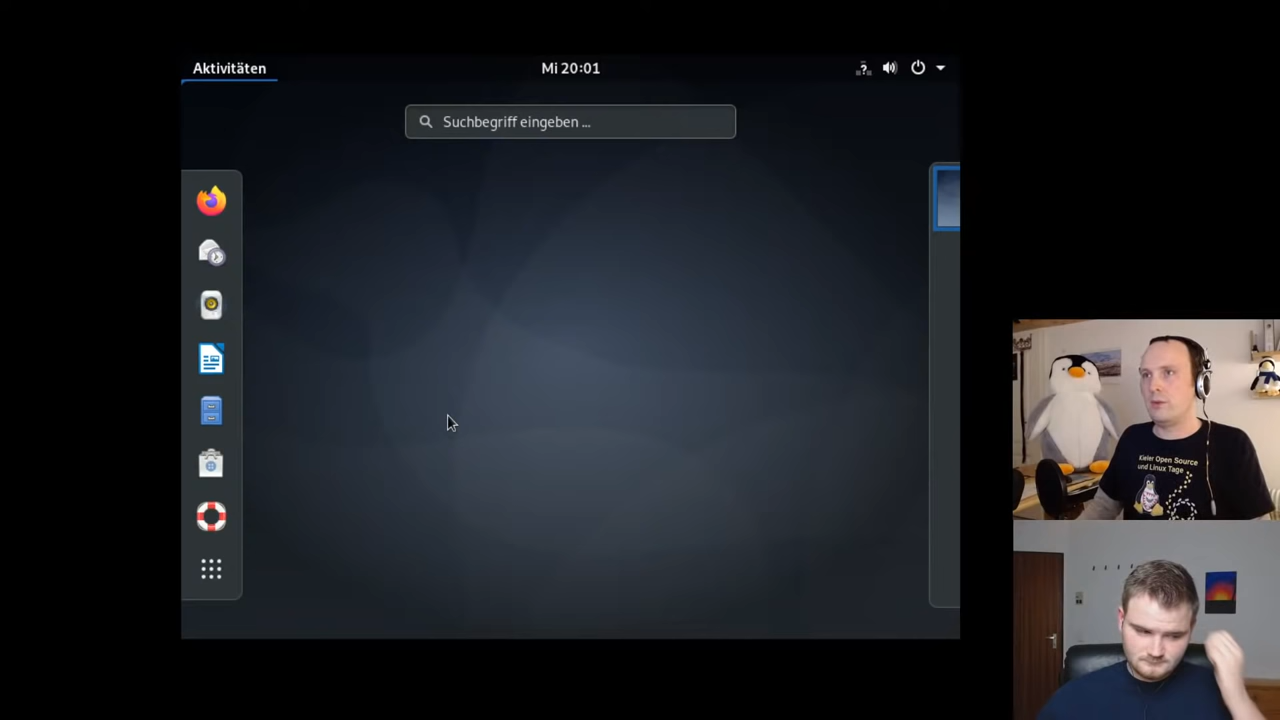 Aktivitäten
Mi 20:01
Suchbegriff eingeben ...
Kieler Open Source
und Linux Tage